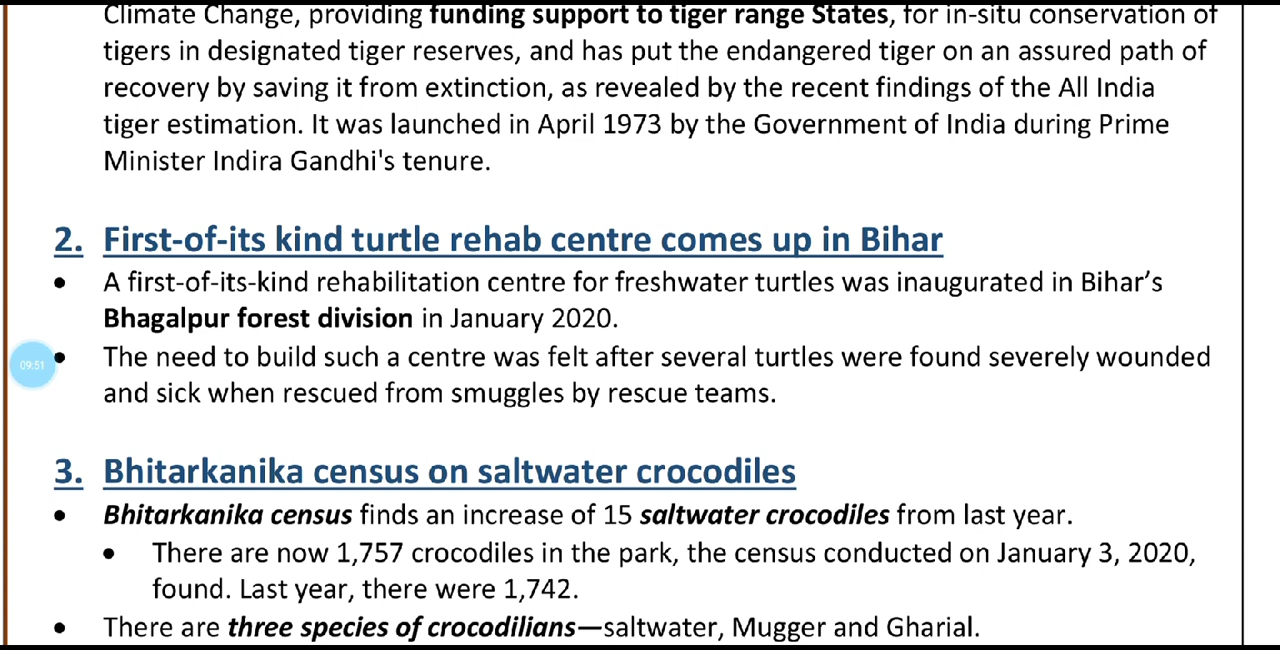 Climate Change, providing funding support to tiger range States, for in-situ conservation of
tigers in designated tiger reserves, and has put the endangered tiger on an assured path of
recovery by saving it from extinction, as revealed by the recent findings of the All India
tiger estimation. It was launched in April 1973 by the Government of India during Prime
Minister Indira Gandhi's tenure.
2. First-of-its kind turtle rehab centre comes up in Bihar
• A first-of-its-kind rehabilitation centre for freshwater turtles was inaugurated in Bihar’s
Bhagalpur forest division in January 2020.
09:51
• The need to build such a centre was felt after several turtles were found severely wounded
and sick when rescued from smuggles by rescue teams.
3. Bhitarkanika census on saltwater crocodiles
• Bhitarkanika census finds an increase of 15 saltwater crocodiles from last year.
• There are now 1,757 crocodiles in the park, the census conducted on January 3, 2020,
found. Last year, there were 1,742.
• There are three species of crocodilians—saltwater, Mugger and Gharial.